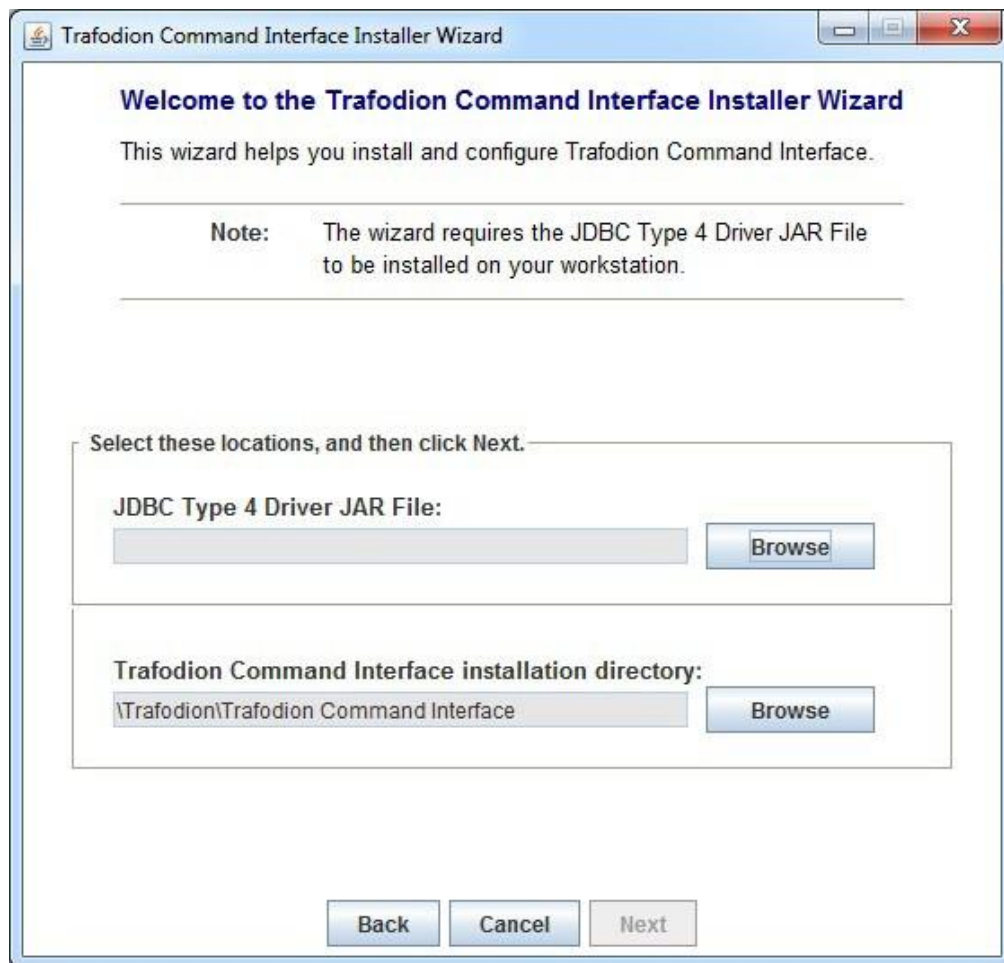 Trafodion Command Interface Installer Wizard
Welcome to the Trafodion Command Interface Installer Wizard
This wizard helps you install and configure Trafodion Command Interface.
Note: The wizard requires the JDBC Type 4 Driver JAR File
to be installed on your workstation.
Select these locations, and then click Next.
JDBC Type 4 Driver JAR File:
Browse
Trafodion Command Interface installation directory:
\Trafodion\Trafodion Command Interface Browse
Back Cancel Next